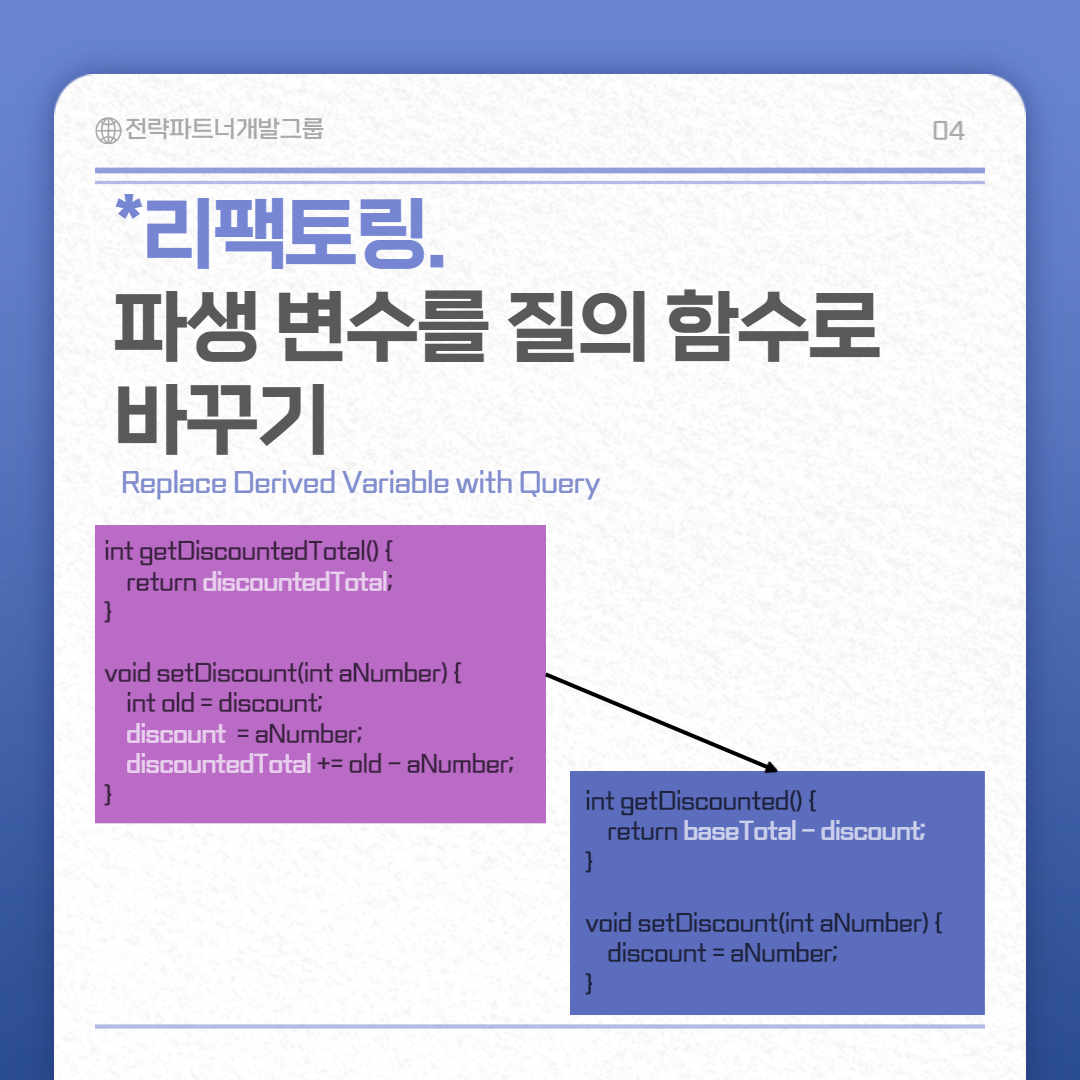 전략파트너개발그룹
04
*리팩토링.
파생 변수를 질의 함수로
바꾸기
Replace Derived Variable with Query
int getDiscountedTotal() {
return discountedTotal;
}
void setDiscount(int aNumber) {
int old = discount;
discount = aNumber;
discountedTotal += old - aNumber;
}
int getDiscounted() {
return baseTotal - discount;
}
void setDiscount(int aNumber) {
discount = aNumber;
}